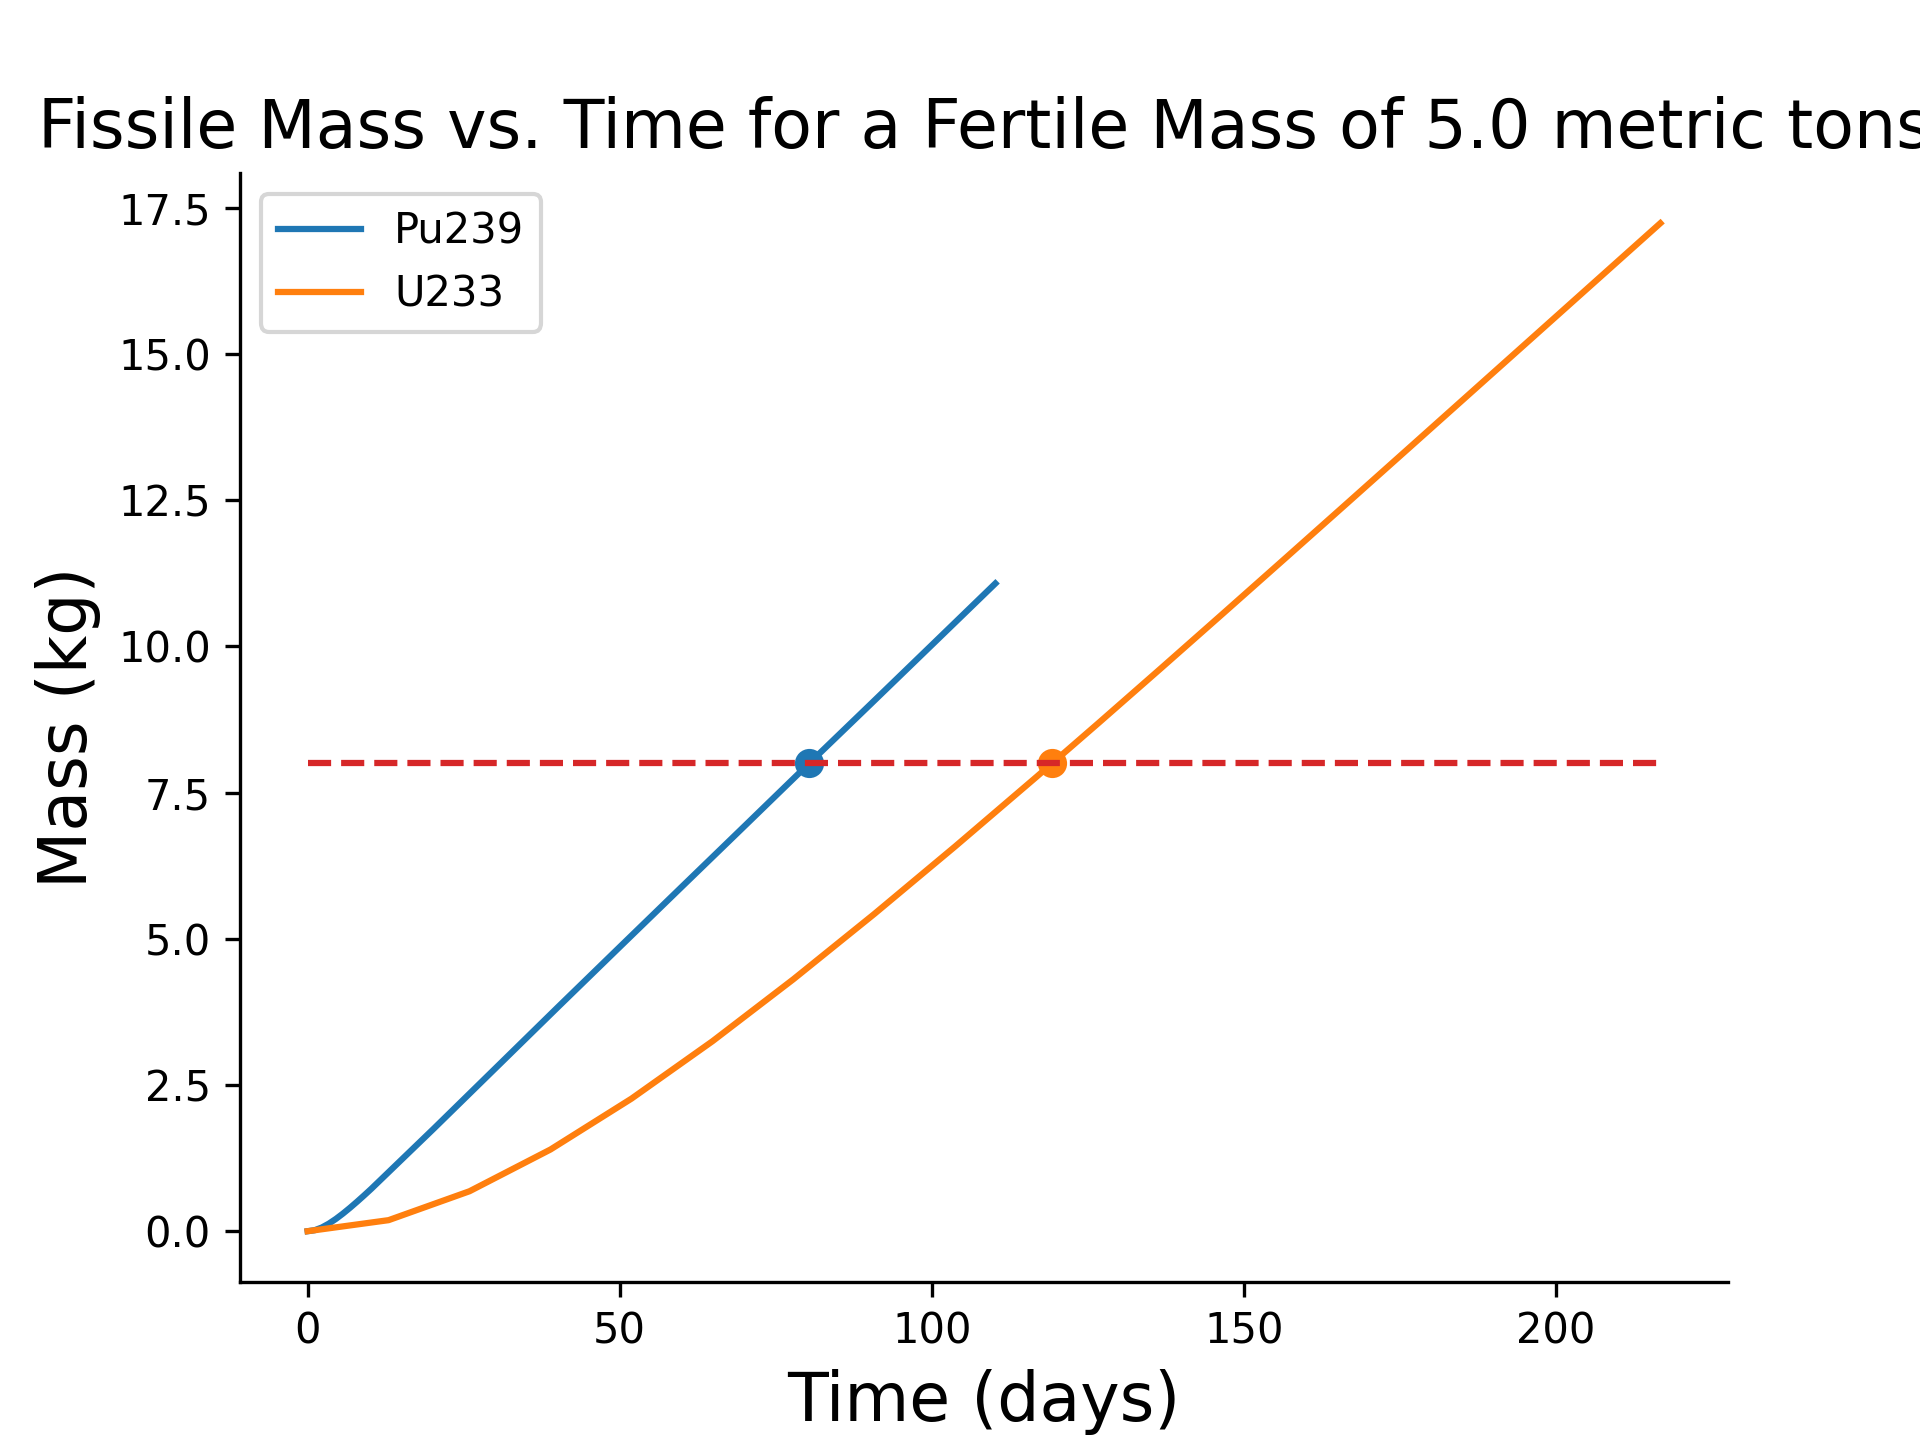 Fissile Mass vs. Time for a Fertile Mass of 5.0 metric tons
Pu239
U233
17.5
15.0
12.5
10.0
7.5
5.0
2.5
0.0
Mass (kg)
0 50 100 150 200
Time (days)